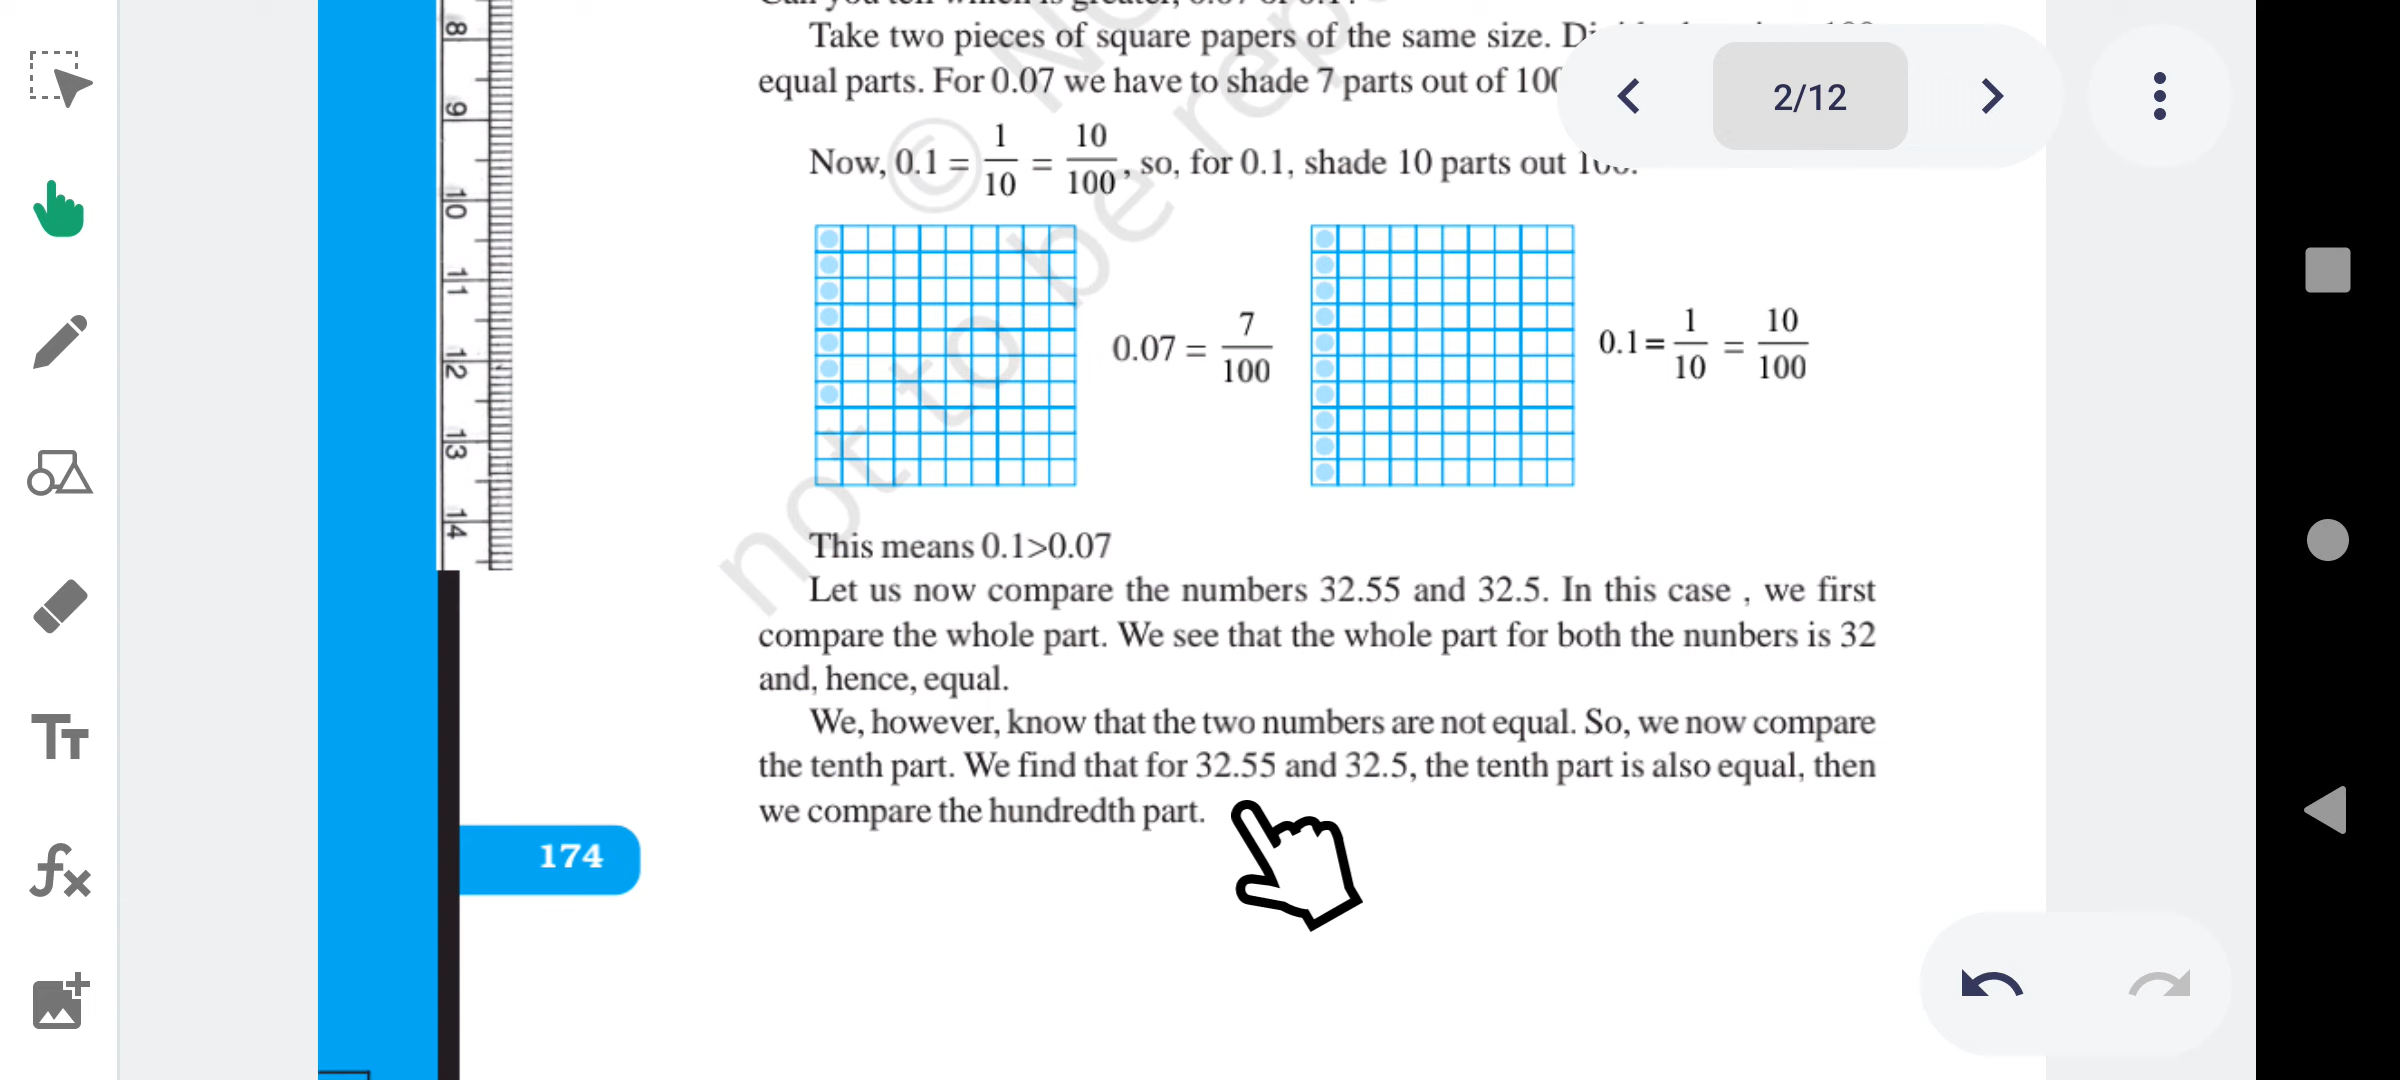 Take two pieces of square papers of the same size.
equal parts. For 0.07 we have to shade 7 parts out of 100
2/12
Now, 0.1 = 1/10 = 10/100, so, for 0.1, shade 10 parts out 100.
0.07 = 7/100
0.1 = 1/10 = 10/100
This means 0.1>0.07
Let us now compare the numbers 32.55 and 32.5. In this case , we first
compare the whole part. We see that the whole part for both the nunbers is 32
and, hence, equal.
We, however, know that the two numbers are not equal. So, we now compare
the tenth part. We find that for 32.55 and 32.5, the tenth part is also equal, then
we compare the hundredth part.
174
8
9
10
11
12
13
14
©
not to be
Tт
fx